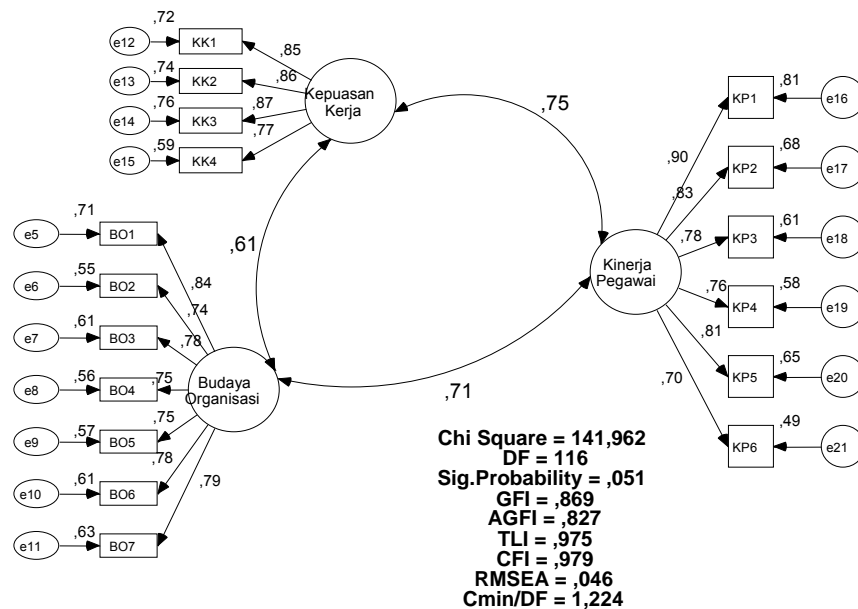 ,72
e12 KK1
,85
,74
e13 KK2
,86
,76
e14 KK3
,87
,59
e15 KK4
,77
Kepuasan
Kerja
,75
,61
,71
e5 BO1
,84
,55
e6 BO2
,74
,61
e7 BO3
,78
,56
e8 BO4
,75
,57
e9 BO5
,75
,61
e10 BO6
,78
,63
e11 BO7
,79
Budaya
Organisasi
,71
Kinerja
Pegawai
,81
KP1 e16
,90
,68
KP2 e17
,83
,61
KP3 e18
,78
,58
KP4 e19
,76
,65
KP5 e20
,81
,49
KP6 e21
,70
Chi Square = 141,962
DF = 116
Sig.Probability = ,051
GFI = ,869
AGFI = ,827
TLI = ,975
CFI = ,979
RMSEA = ,046
Cmin/DF = 1,224